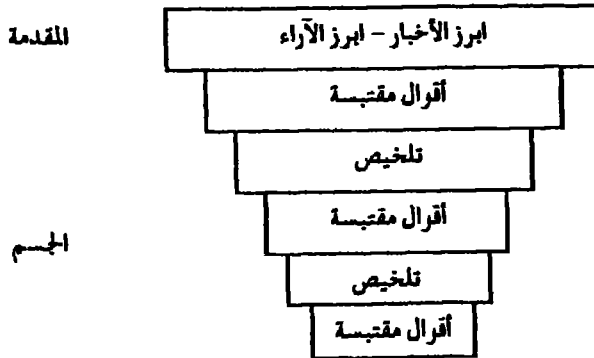 المقدمة
ابرز الأخبار – ابرز الآراء
أقوال مقتبسة
تلخيص
أقوال مقتبسة
الجسم
تلخيص
أقوال مقتبسة